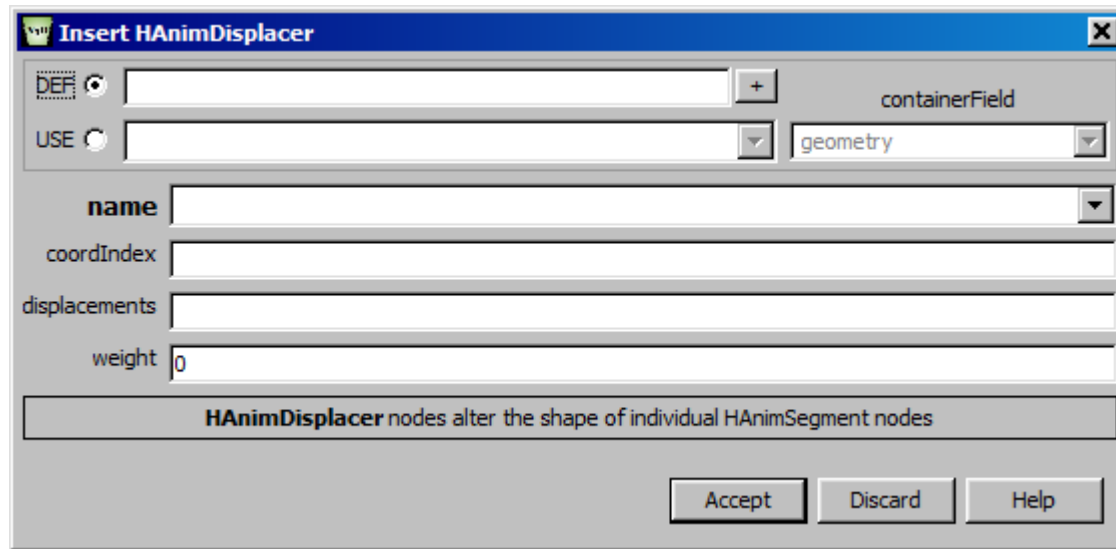 Insert HAnimDisplacer
DEF
+
containerField
USE
geometry
name
coordIndex
displacements
weight 0
HAnimDisplacer nodes alter the shape of individual HAnimSegment nodes
Accept Discard Help